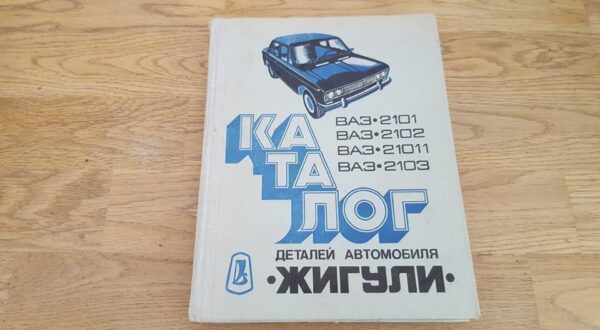 ВАЗ•2101
ВАЗ•2102
ВАЗ•21011
ВАЗ•2103
КА
ТА
ЛОГ
ДЕТАЛЕЙ АВТОМОБИЛЯ
•ЖИГУЛИ•